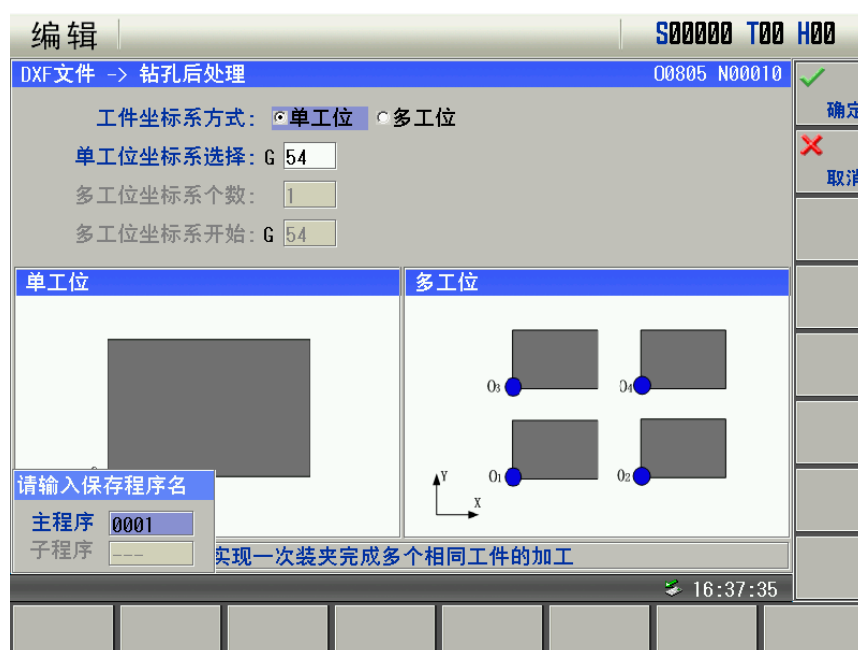 编辑 S00000 T00 H00
DXF文件 -> 钻孔后处理 O0805 N00010
确定
工件坐标系方式: 单工位 多工位
取消
单工位坐标系选择: G 54
多工位坐标系个数: 1
多工位坐标系开始: G 54
单工位 多工位
O3 O4
O1 O2
Y
X
请输入保存程序名
主程序 0001
子程序 ---
实现一次装夹完成多个相同工件的加工
16:37:35